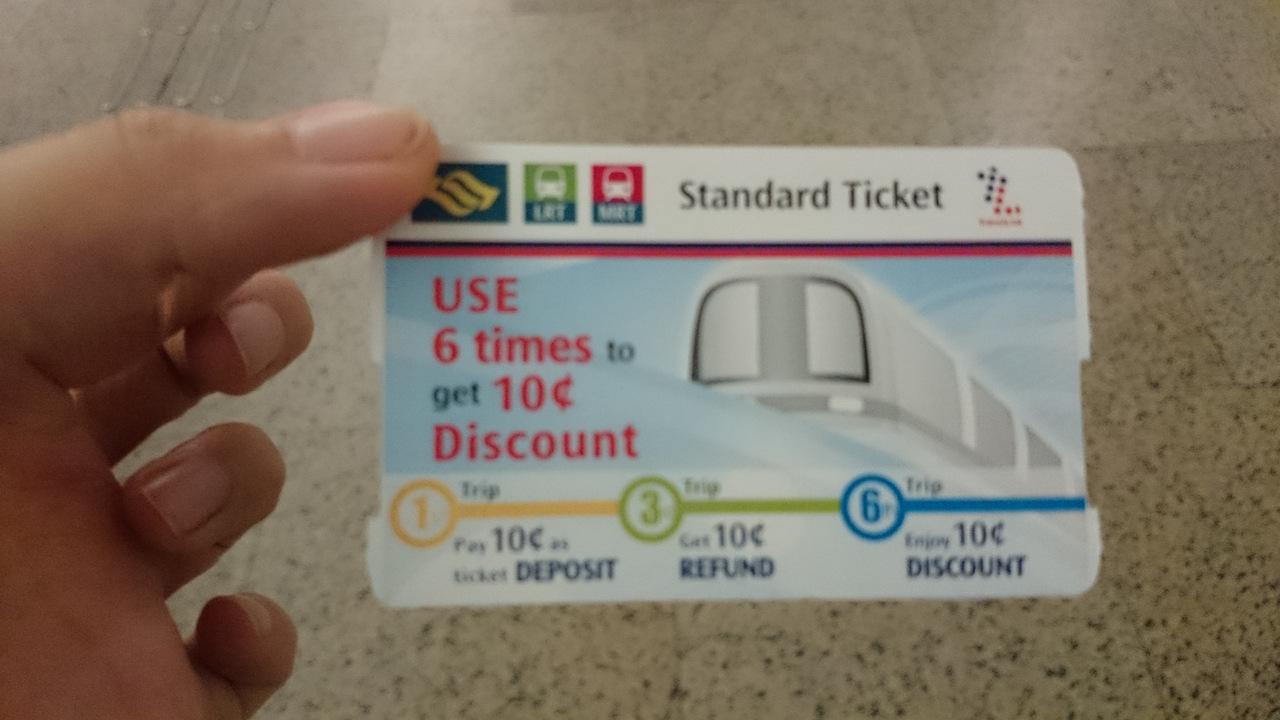 LRT MRT Standard Ticket
USE
6 times to
get 10¢
Discount
1 Trip
Pay 10¢ as
ticket DEPOSIT
3 Trip
Get 10¢
REFUND
6 Trip
Enjoy 10¢
DISCOUNT